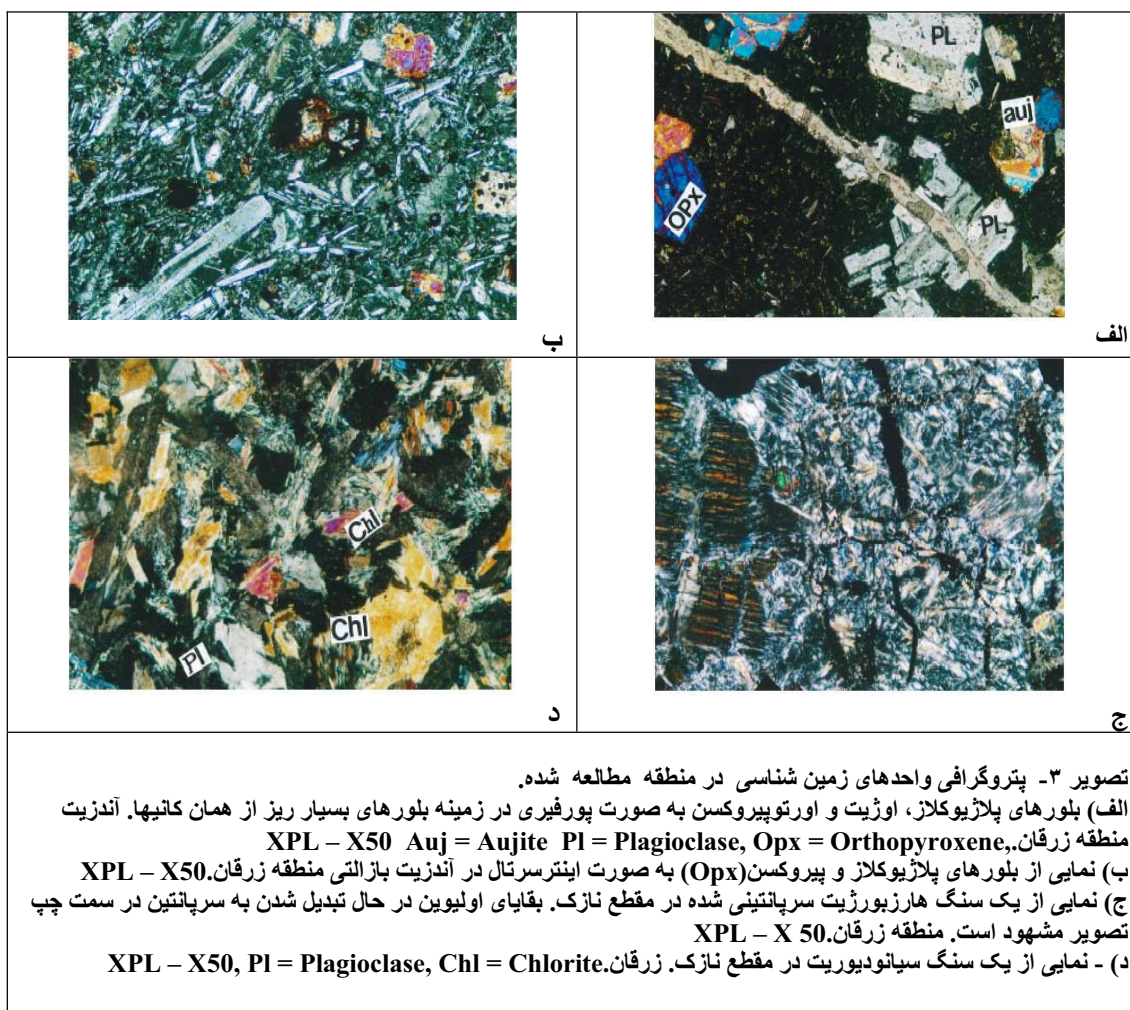 PL
auj
OPx
PL
الف
ب
ج
Chl
Chl
Pl
د
تصویر ۳- پتروگرافی واحدهای زمین شناسی در منطقه مطالعه شده.
الف) بلورهای پلاژیوکلاز، اوژیت و اورتوپیروکسن به صورت پورفیری در زمینه بلورهای بسیار ریز از همان کانیها. آندزیت
منطقه زرقان.,XPL – X50 Auj = Aujite Pl = Plagioclase, Opx = Orthopyroxene
ب) نمایی از بلورهای پلاژیوکلاز و پیروکسن(Opx) به صورت اینترسرتال در آندزیت بازالتی منطقه زرقان.XPL – X50
ج) نمایی از یک سنگ هارزبورژیت سرپانتینی شده در مقطع نازک. بقایای اولیوین در حال تبدیل شدن به سرپانتین در سمت چپ
تصویر مشهود است. منطقه زرقان.XPL – X 50
د) - نمایی از یک سنگ سیانودیوریت در مقطع نازک. زرقان.XPL – X50, Pl = Plagioclase, Chl = Chlorite